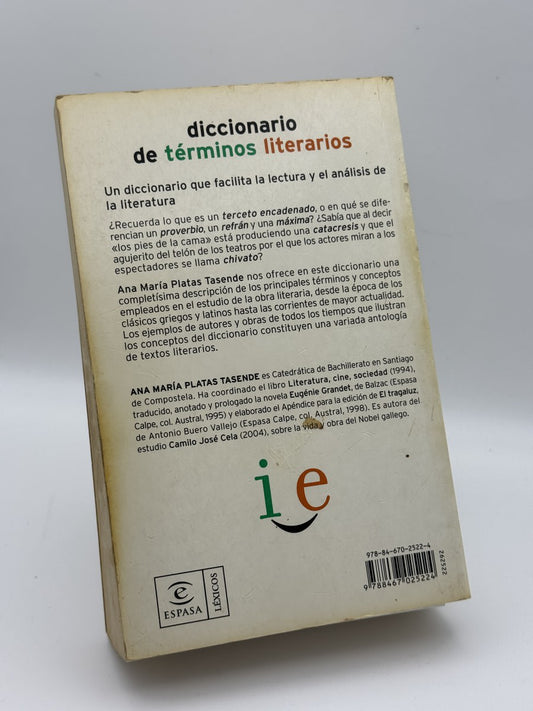 diccionario
de términos literarios
Un diccionario que facilita la lectura y el análisis de
la literatura
¿Recuerda lo que es un terceto encadenado, o en qué se dife-
rencian un proverbio, un refrán y una máxima? ¿Sabía que al decir
«los pies de la cama» está produciendo una catacresis y que el
agujerito del telón de los teatros por el que los actores miran a los
espectadores se llama chivato?
Ana María Platas Tasende nos ofrece en este diccionario una
completísima descripción de los principales términos y conceptos
empleados en el estudio de la obra literaria, desde la época de los
clásicos griegos y latinos hasta las corrientes de mayor actualidad.
Los ejemplos de autores y obras de todos los tiempos que ilustran
los conceptos del diccionario constituyen una variada antología
de textos literarios.
ANA MARÍA PLATAS TASENDE es Catedrática de Bachillerato en Santiago
de Compostela. Ha coordinado el libro Literatura, cine, sociedad (1994),
traducido, anotado y prologado la novela Eugénie Grandet, de Balzac (Espasa
Calpe, col. Austral, 1995) y elaborado el Apéndice para la edición de El tragaluz,
de Antonio Buero Vallejo (Espasa Calpe, col. Austral, 1998). Es autora del
estudio Camilo José Cela (2004), sobre la vida y obra del Nobel gallego.
i e
978-84-670-2522-4
262522
9 788467 025224
e
ESPASA
LÉXICOS